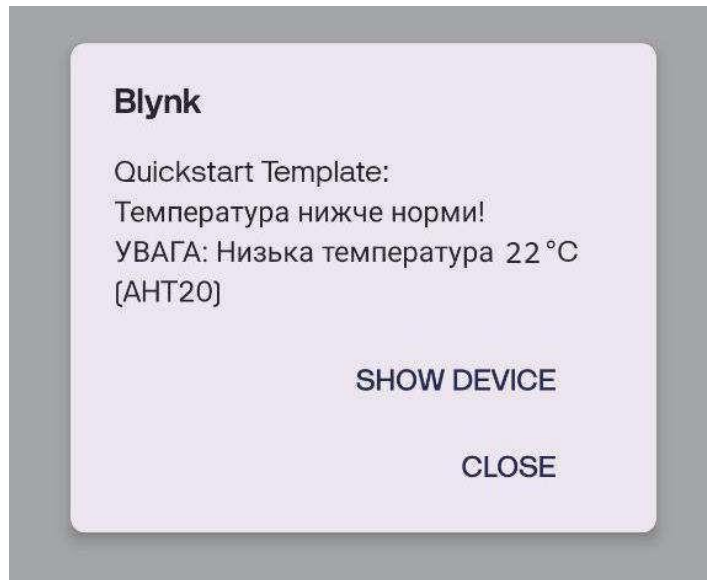 Blynk
Quickstart Template:
Температура нижче норми!
УВАГА: Низька температура 22°C
(AHT20)
SHOW DEVICE
CLOSE